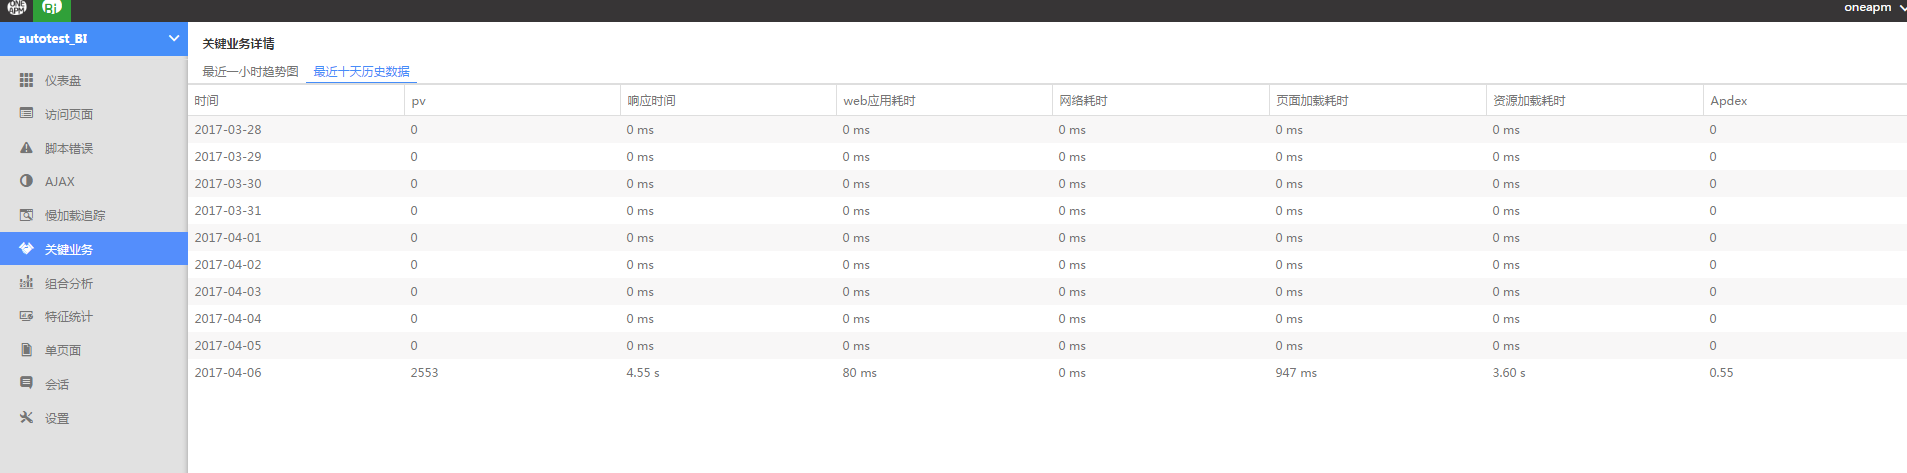 ONE APM
Bi
oneapm
autotest_BI
仪表盘
访问页面
脚本错误
AJAX
慢加载追踪
关键业务
组合分析
特征统计
单页面
会话
设置
关键业务详情
最近一小时趋势图 最近十天历史数据
时间 pv 响应时间 web应用耗时 网络耗时 页面加载耗时 资源加载耗时 Apdex
2017-03-28 0 0 ms 0 ms 0 ms 0 ms 0 ms 0
2017-03-29 0 0 ms 0 ms 0 ms 0 ms 0 ms 0
2017-03-30 0 0 ms 0 ms 0 ms 0 ms 0 ms 0
2017-03-31 0 0 ms 0 ms 0 ms 0 ms 0 ms 0
2017-04-01 0 0 ms 0 ms 0 ms 0 ms 0 ms 0
2017-04-02 0 0 ms 0 ms 0 ms 0 ms 0 ms 0
2017-04-03 0 0 ms 0 ms 0 ms 0 ms 0 ms 0
2017-04-04 0 0 ms 0 ms 0 ms 0 ms 0 ms 0
2017-04-05 0 0 ms 0 ms 0 ms 0 ms 0 ms 0
2017-04-06 2553 4.55 s 80 ms 0 ms 947 ms 3.60 s 0.55